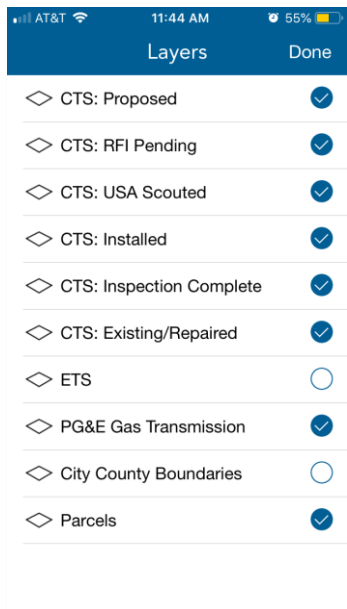 AT&T 11:44 AM 55%
Layers Done
CTS: Proposed
CTS: RFI Pending
CTS: USA Scouted
CTS: Installed
CTS: Inspection Complete
CTS: Existing/Repaired
ETS
PG&E Gas Transmission
City County Boundaries
Parcels